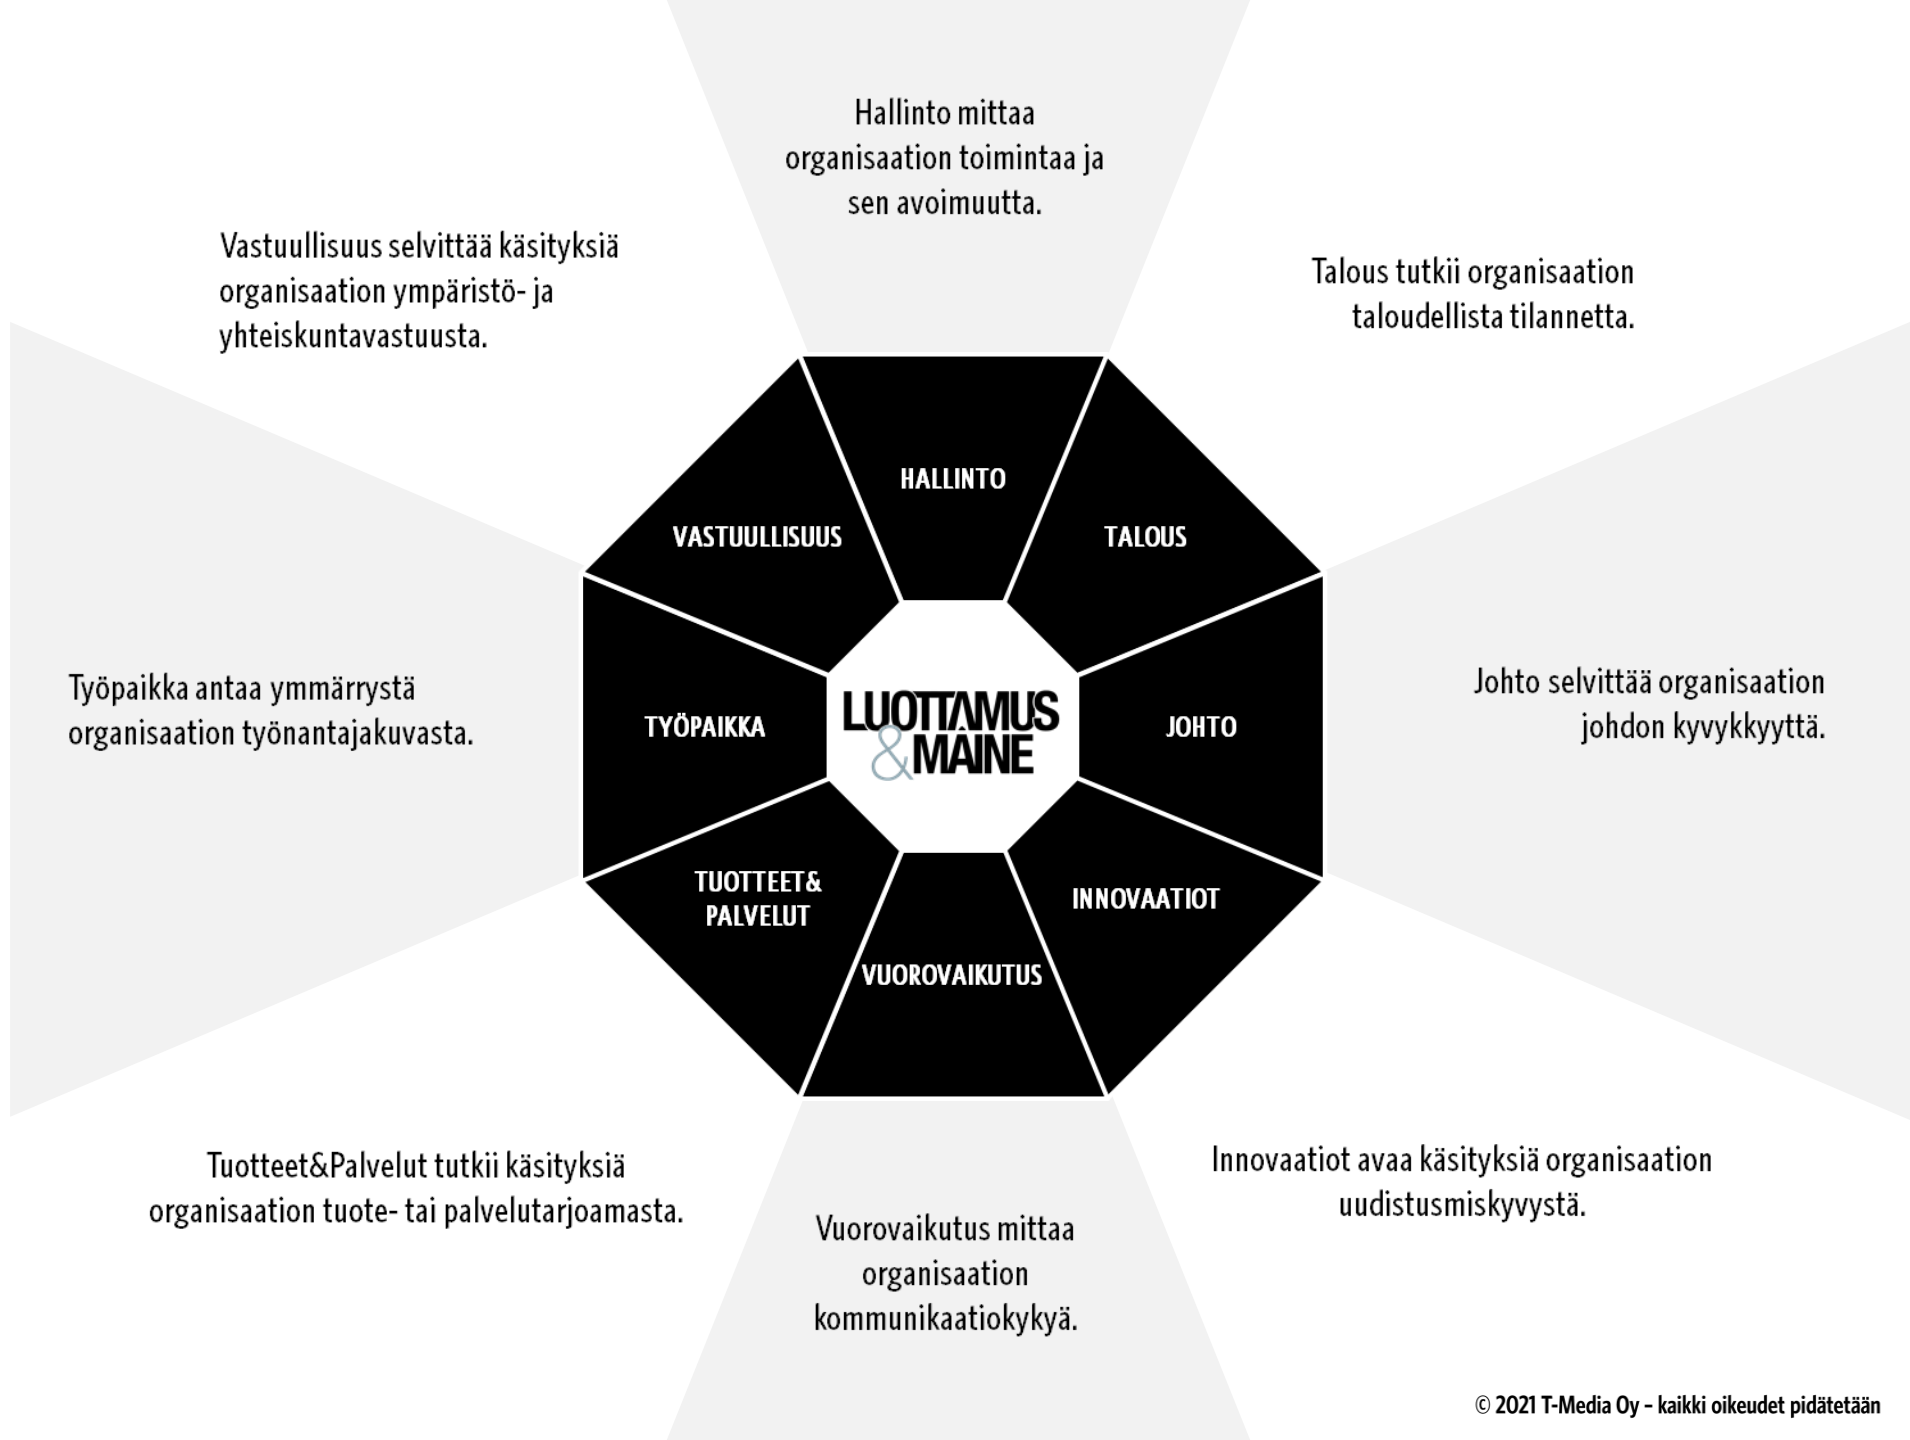 Hallinto mittaa
organisaation toimintaa ja
sen avoimuutta.
Vastuullisuus selvittää käsityksiä
organisaation ympäristö- ja
yhteiskuntavastuusta.
Talous tutkii organisaation
taloudellista tilannetta.
HALLINTO
VASTUULLISUUS
TALOUS
Työpaikka antaa ymmärrystä
organisaation työnantajakuvasta.
TYÖPAIKKA
LUOTTAMUS
&MAINE
JOHTO
Johto selvittää organisaation
johdon kyvykkyyttä.
TUOTTEET&
PALVELUT
INNOVAATIOT
VUOROVAIKUTUS
Tuotteet&Palvelut tutkii käsityksiä
organisaation tuote- tai palvelutarjoamasta.
Innovaatiot avaa käsityksiä organisaation
uudistusmiskyvystä.
Vuorovaikutus mittaa
organisaation
kommunikaatiokykyä.
© 2021 T-Media Oy – kaikki oikeudet pidätetään